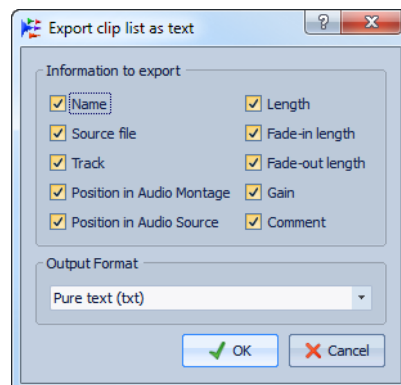 Export clip list as text
Information to export
Name
Length
Source file
Fade-in length
Track
Fade-out length
Position in Audio Montage
Gain
Position in Audio Source
Comment
Output Format
Pure text (txt)
OK
Cancel